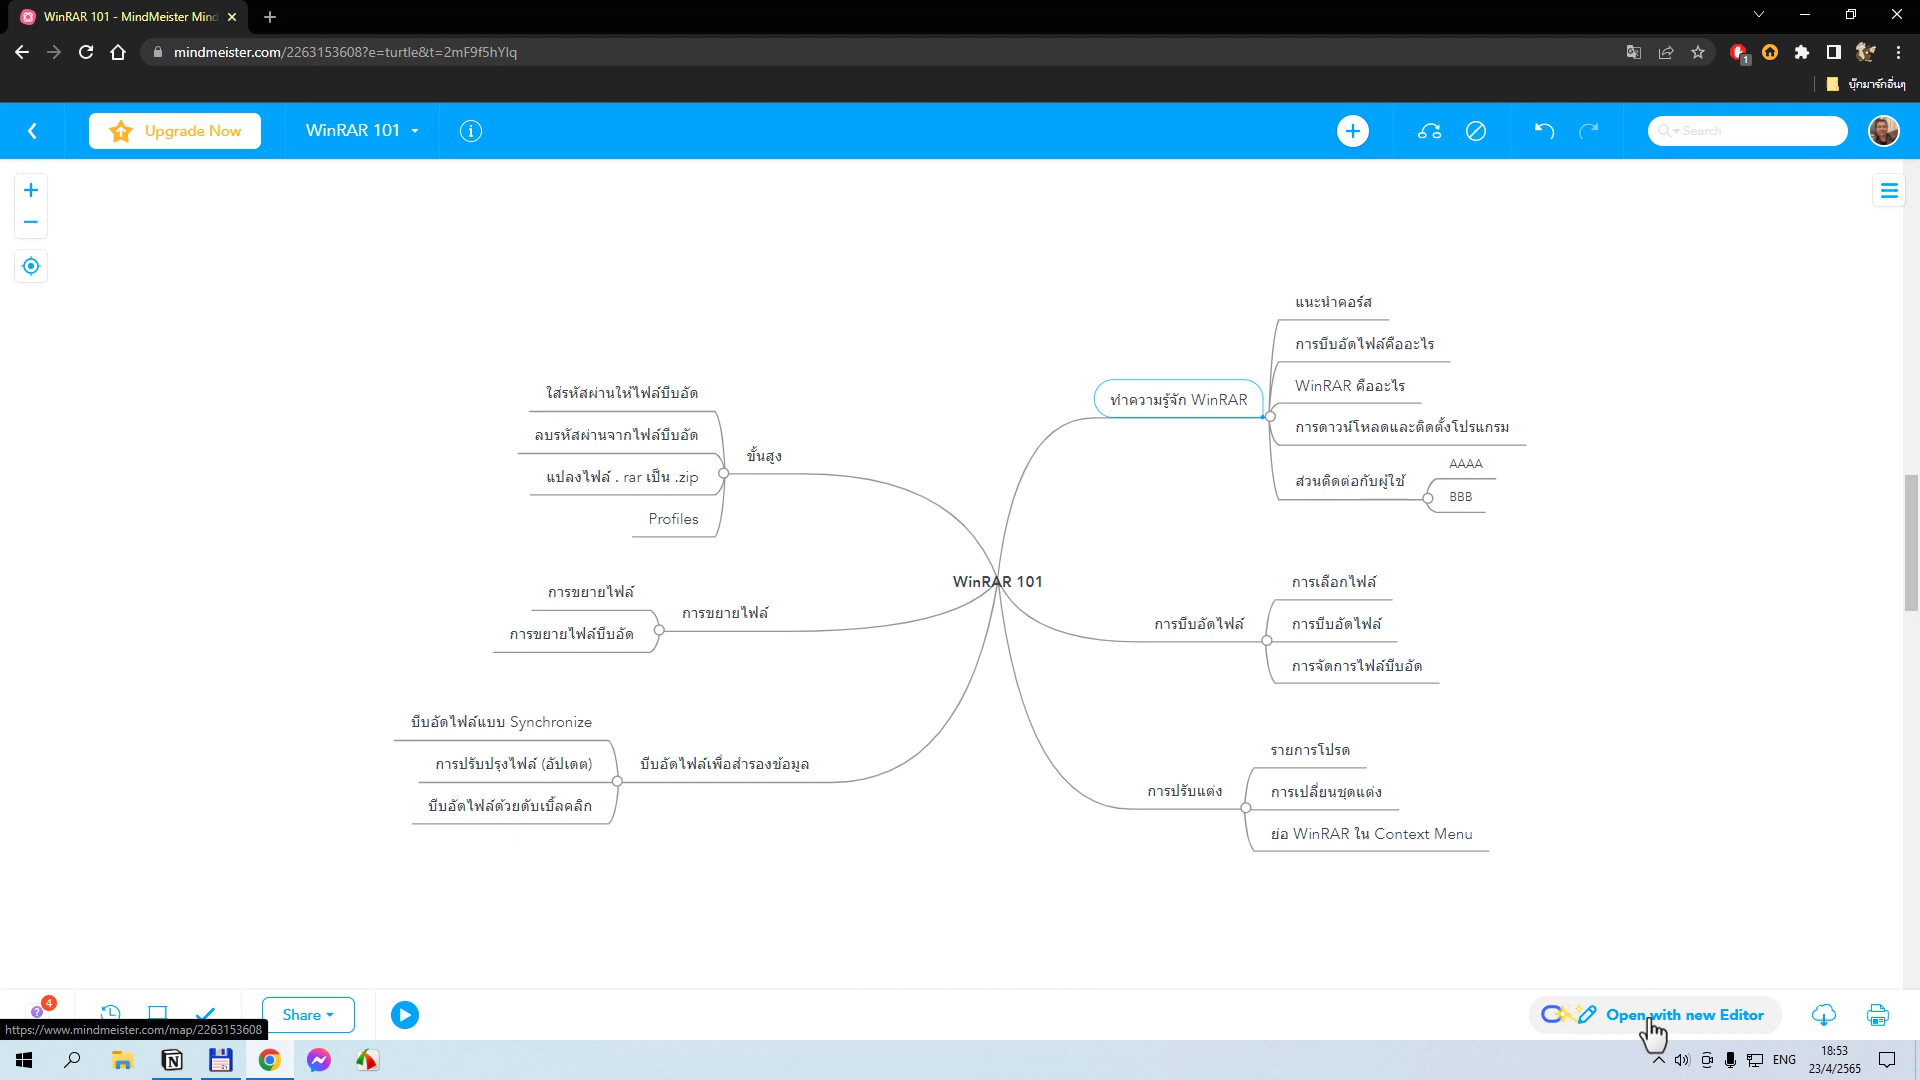 WinRAR 101 - MindMeister Mind
mindmeister.com/2263153608?e=turtle&t=2mF9f5hYlq
1
บุ๊กมาร์กอื่นๆ
Upgrade Now
WinRAR 101
Search
แนะนำคอร์ส
การบีบอัดไฟล์คืออะไร
WinRAR คืออะไร
ทำความรู้จัก WinRAR
การดาวน์โหลดและติดตั้งโปรแกรม
ส่วนติดต่อกับผู้ใช้
AAAA
BBB
ใส่รหัสผ่านให้ไฟล์บีบอัด
ลบรหัสผ่านจากไฟล์บีบอัด
ขั้นสูง
แปลงไฟล์ . rar เป็น .zip
Profiles
WinRAR 101
การขยายไฟล์
การขยายไฟล์
การขยายไฟล์บีบอัด
การเลือกไฟล์
การบีบอัดไฟล์
การบีบอัดไฟล์
การจัดการไฟล์บีบอัด
บีบอัดไฟล์แบบ Synchronize
การปรับปรุงไฟล์ (อัปเดต)
บีบอัดไฟล์เพื่อสำรองข้อมูล
บีบอัดไฟล์ด้วยดับเบิ้ลคลิก
รายการโปรด
การปรับแต่ง
การเปลี่ยนชุดแต่ง
ย่อ WinRAR ใน Context Menu
4
Share
Open with new Editor
https://www.mindmeister.com/map/2263153608
ENG
18:53
23/4/2565